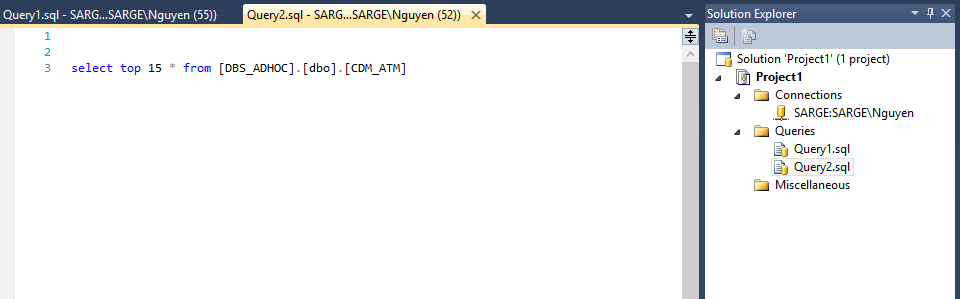 Query1.sql - SARG...SARGE\Nguyen (55))
Query2.sql - SARG...SARGE\Nguyen (52))
1
2
3 select top 15 * from [DBS_ADHOC].[dbo].[CDM_ATM]
Solution Explorer
Solution 'Project1' (1 project)
Project1
Connections
SARGE:SARGE\Nguyen
Queries
Query1.sql
Query2.sql
Miscellaneous